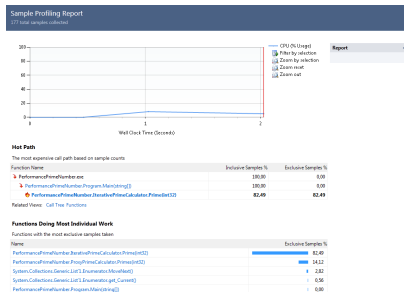 Sample Profiling Report
177 total samples collected
100
80
60
40
20
0
0
1
2
Wall Clock Time (Seconds)
CPU (% Usage)
Filter by selection
Zoom by selection
Zoom reset
Zoom out
Report
Hot Path
The most expensive call path based on sample counts
Function Name Inclusive Samples % Exclusive Samples %
PerformancePrimeNumber.exe 100,00 0,00
PerformancePrimeNumber.Program.Main(string[]) 100,00 0,00
PerformancePrimeNumber.IterativePrimeCalculator.Prime(int32) 82,49 82,49
Related Views: Call Tree Functions
Functions Doing Most Individual Work
Functions with the most exclusive samples taken
Name Exclusive Samples %
PerformancePrimeNumber.IterativePrimeCalculator.Prime(int32) 82,49
PerformancePrimeNumber.ProxyPrimeCalculator.Primes(int32) 14,12
System.Collections.Generic.List`1.Enumerator.MoveNext() 2,82
System.Collections.Generic.List`1.Enumerator.get_Current() 0,56
PerformancePrimeNumber.Program.Main(string[]) 0,00